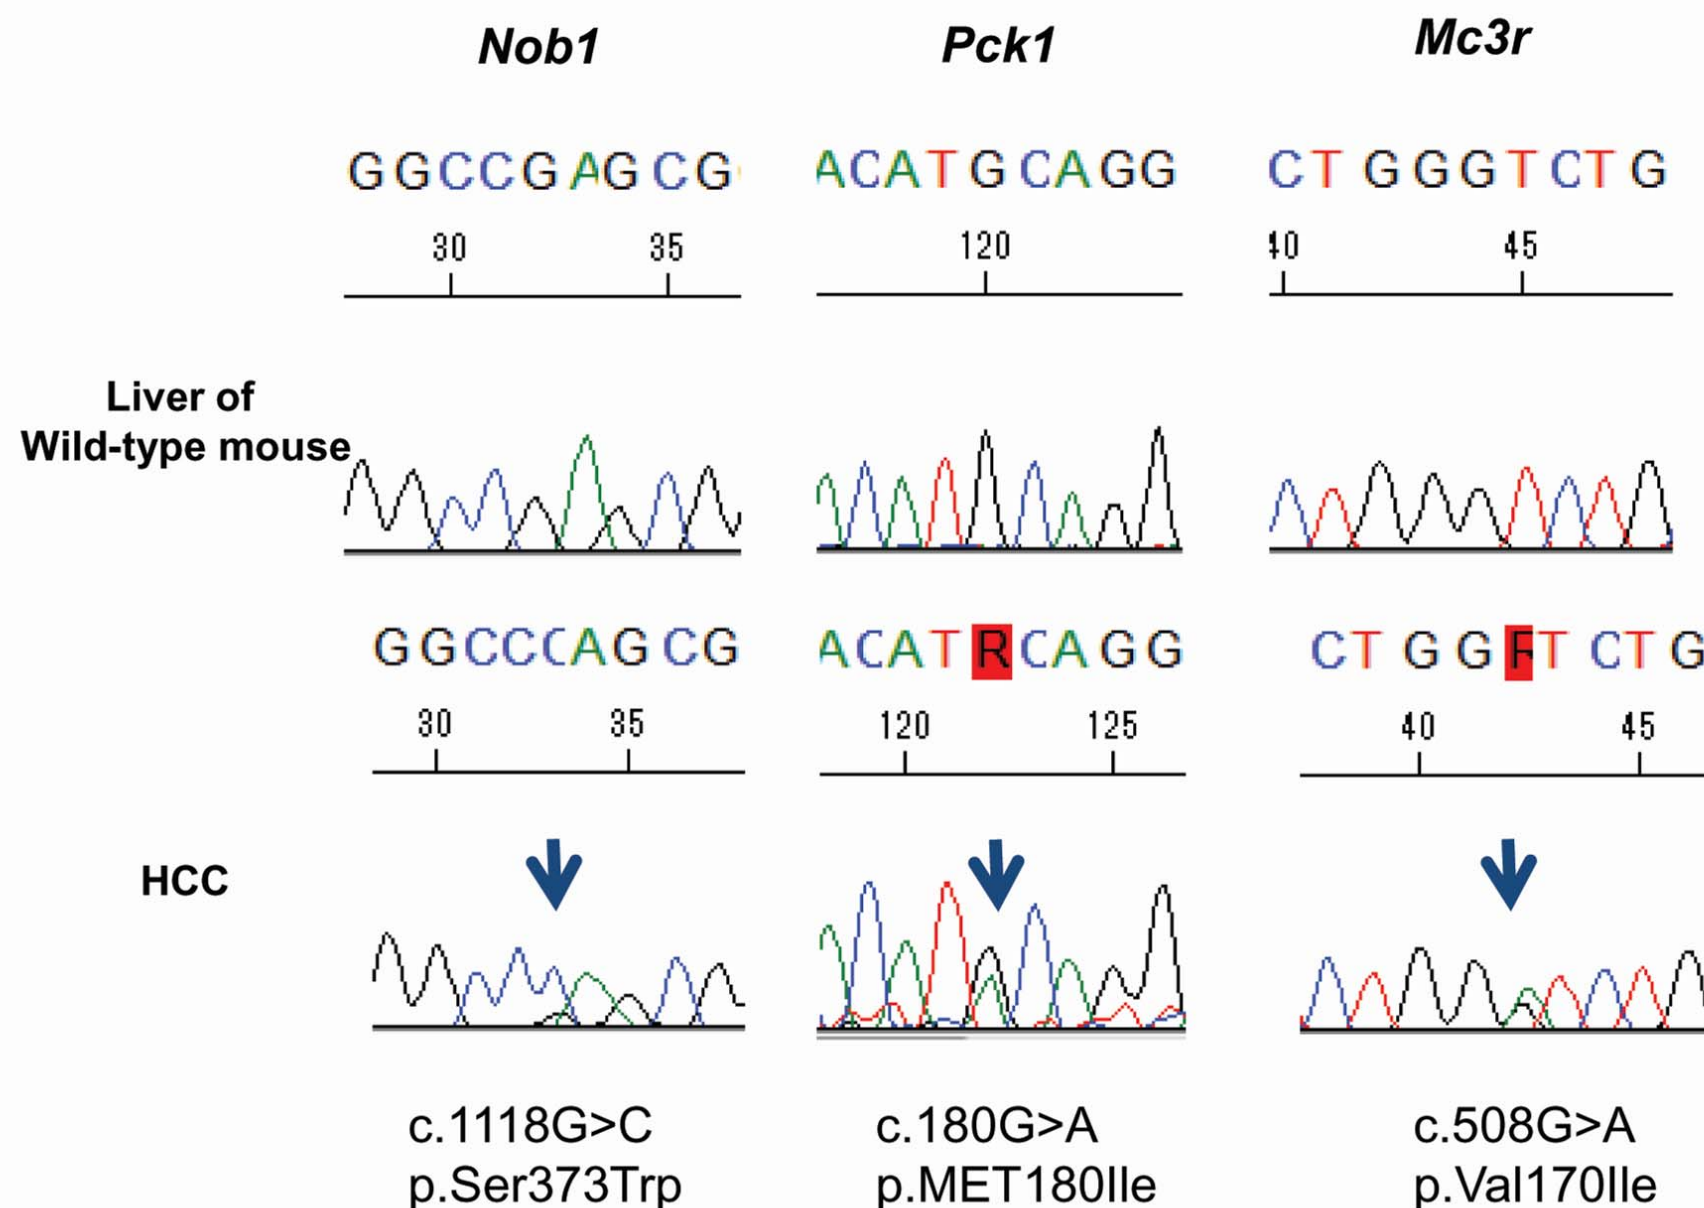 Nob1 Pck1 Mc3r
GGCCGAGCG ACATGCAGG CTGGGTCTG
30 35 120 40 45
Liver of
Wild-type mouse
GGCCCAGCG ACATRCAGG CTGGRTCTG
30 35 120 125 40 45
HCC
c.1118G>C c.180G>A c.508G>A
p.Ser373Trp p.MET180Ile p.Val170Ile